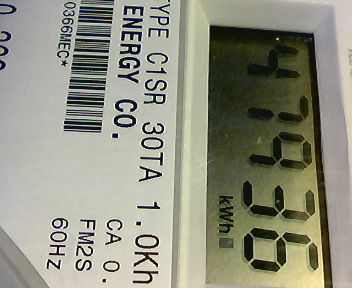 47936
kWh
TYPE C1SR 30TA 1.0Kh
ENERGY CO.
CA 0.
FM2S
60HZ
0366MEC*